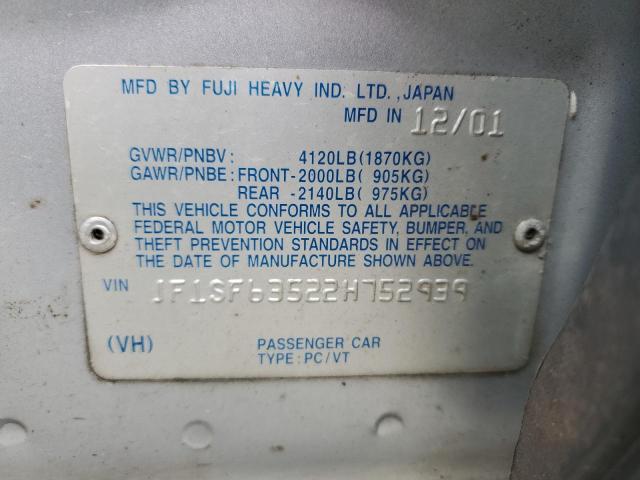 MFD BY FUJI HEAVY IND. LTD., JAPAN
MFD IN 12/01
GVWR/PNBV: 4120LB(1870KG)
GAWR/PNBE: FRONT-2000LB( 905KG)
REAR -2140LB( 975KG)
THIS VEHICLE CONFORMS TO ALL APPLICABLE
FEDERAL MOTOR VEHICLE SAFETY, BUMPER, AND
THEFT PREVENTION STANDARDS IN EFFECT ON
THE DATE OF MANUFACTURE SHOWN ABOVE.
VIN JF1SF63522H752939
(VH) PASSENGER CAR
TYPE: PC/VT